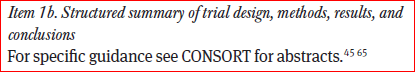 Item 1b. Structured summary of trial design, methods, results, and
conclusions
For specific guidance see CONSORT for abstracts.⁴⁵ ⁶⁵